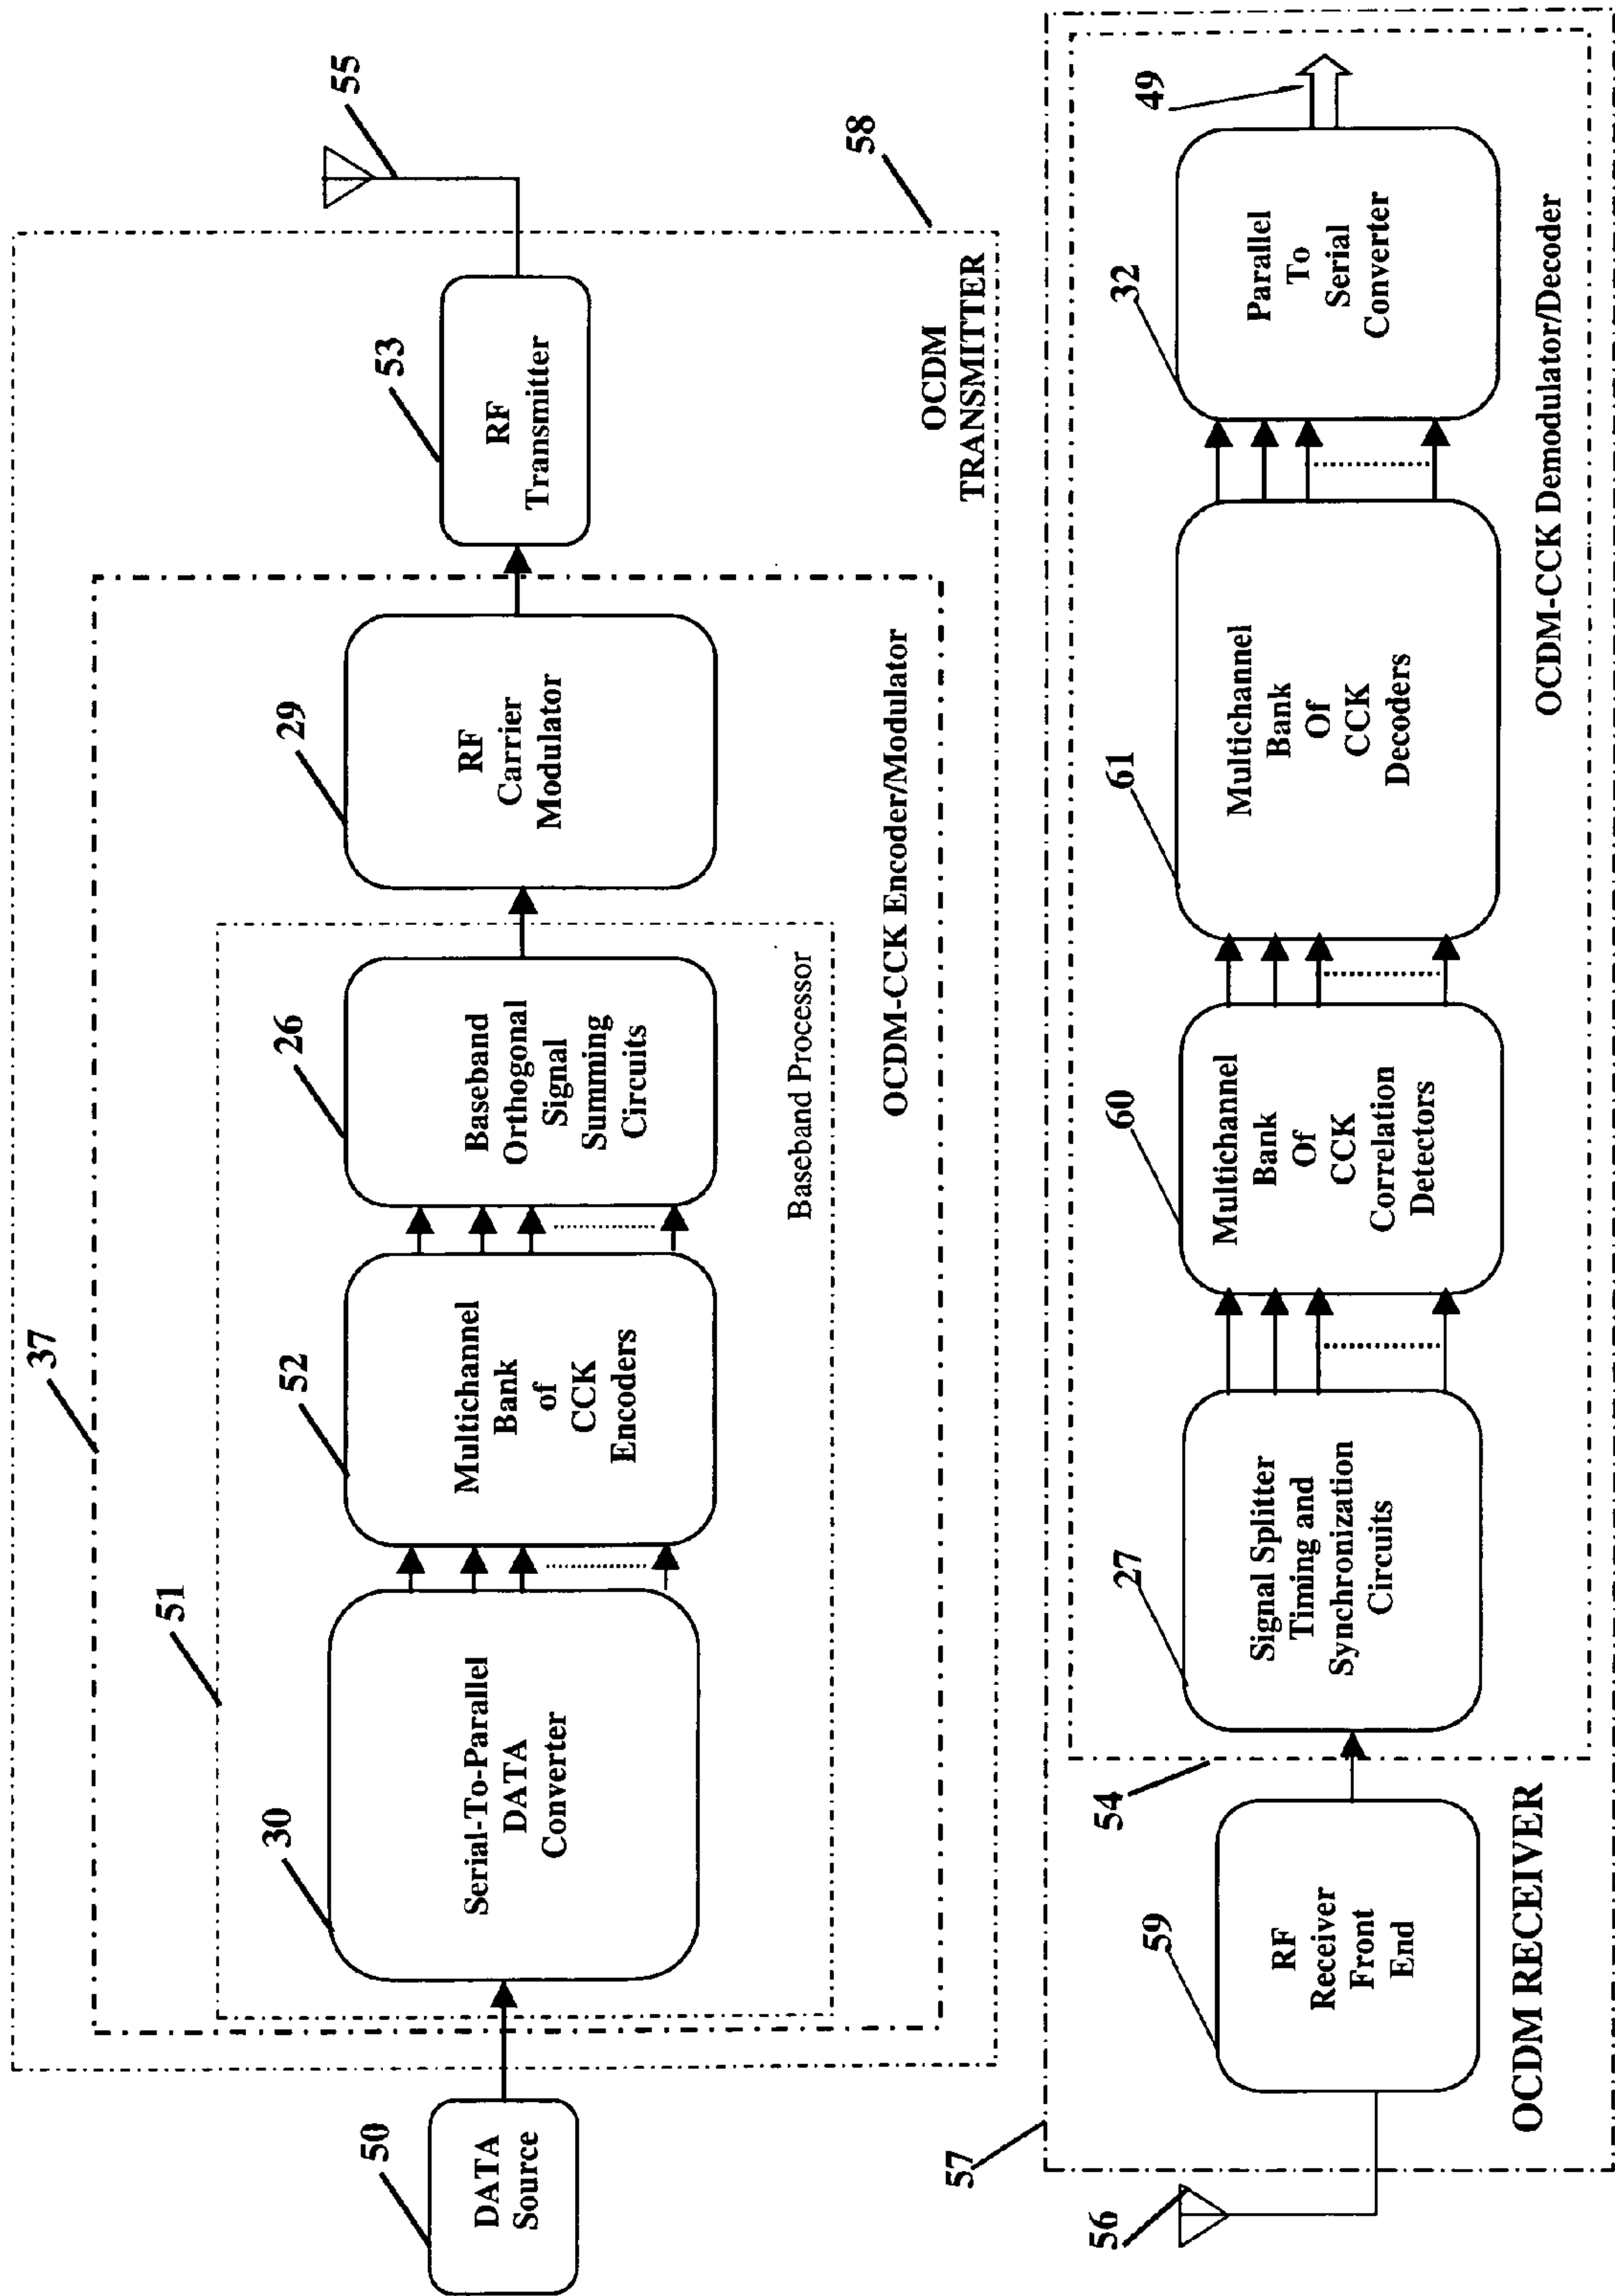 37
58
51
55
50
DATA
Source
30
Serial-To-Parallel
DATA
Converter
52
Multichannel
Bank
of
CCK
Encoders
26
Baseband
Orthogonal
Signal
Summing
Circuits
29
RF
Carrier
Modulator
53
RF
Transmitter
Baseband Processor
OCDM-CCK Encoder/Modulator
OCDM
TRANSMITTER
57
56
59
RF
Receiver
Front
End
54
27
Signal Splitter
Timing and
Synchronization
Circuits
60
Multichannel
Bank
Of
CCK
Correlation
Detectors
61
Multichannel
Bank
Of
CCK
Decoders
32
Parallel
To
Serial
Converter
49
OCDM RECEIVER
OCDM-CCK Demodulator/Decoder